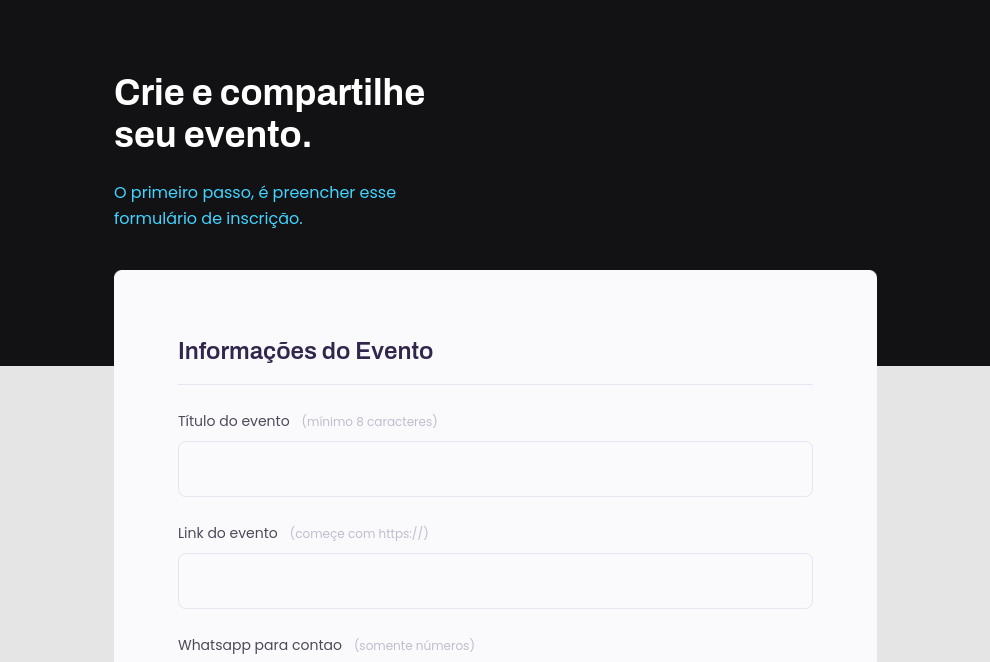 Crie e compartilhe
seu evento.
O primeiro passo, é preencher esse
formulário de inscrição.
Informações do Evento
Título do evento (mínimo 8 caracteres)
Link do evento (começe com https://)
Whatsapp para contao (somente números)